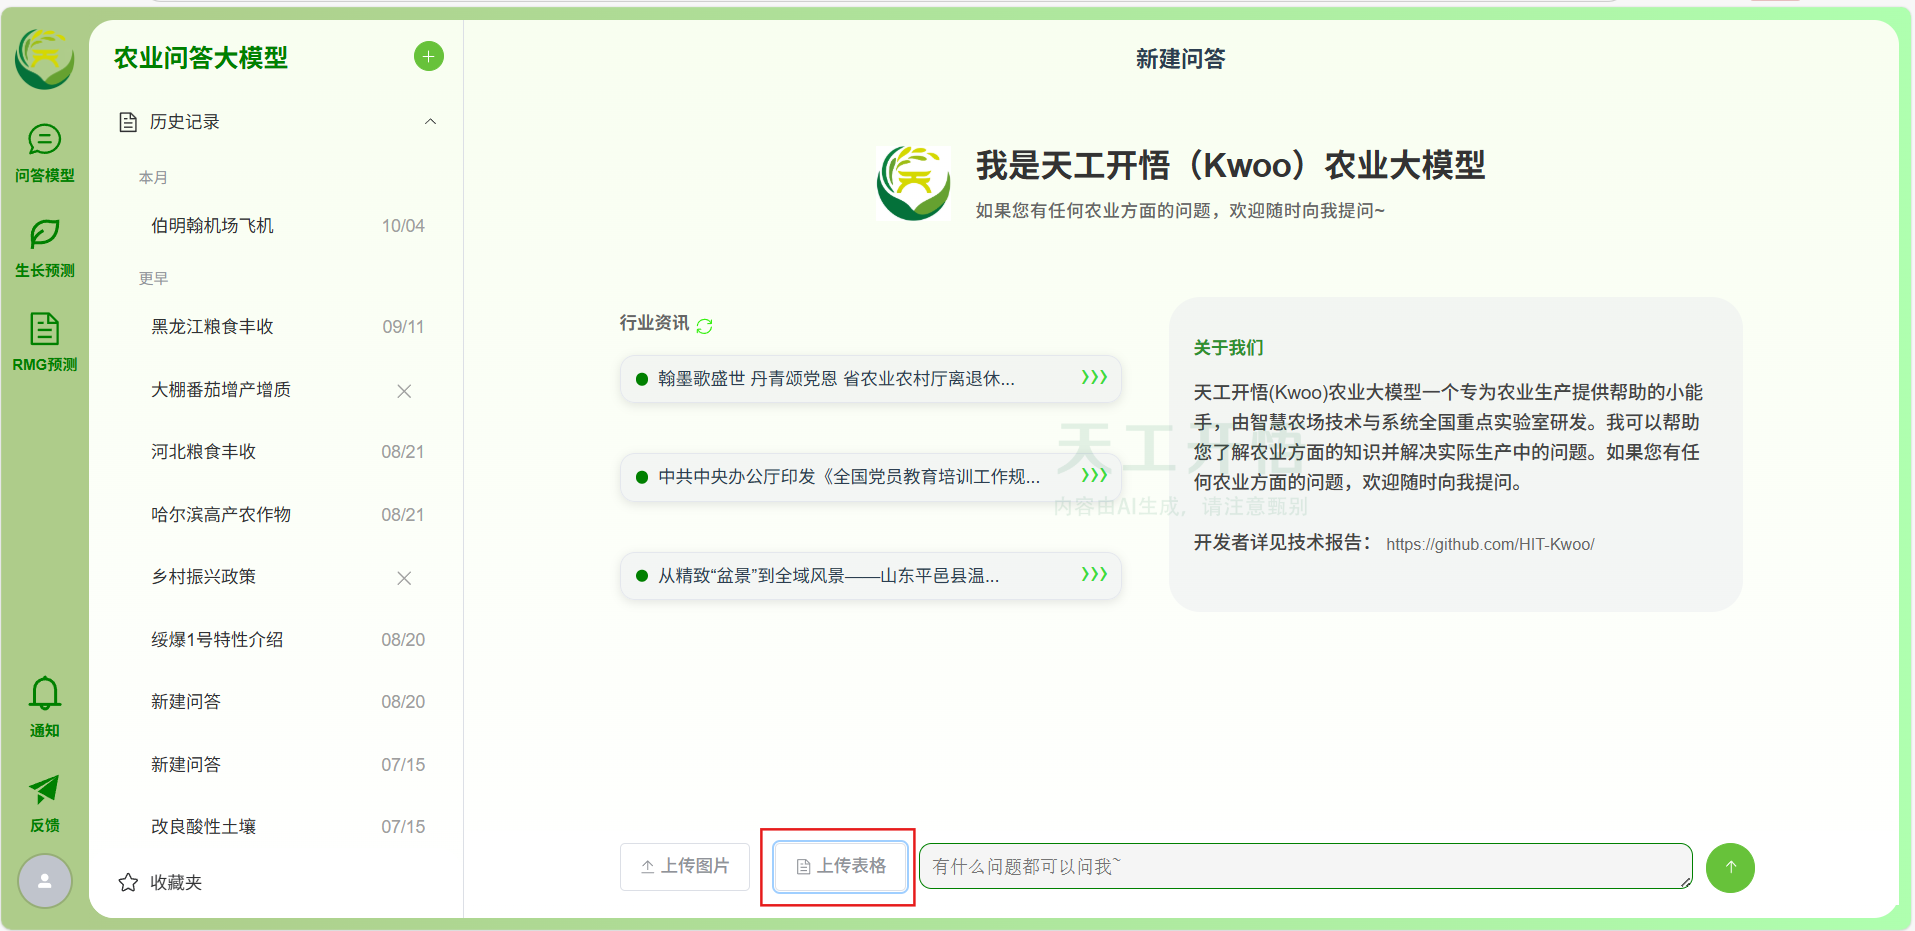 农业问答大模型
新建问答
历史记录
问答模型
本月
伯明翰机场飞机 10/04
更早
生长预测
黑龙江粮食丰收 09/11
RMG预测
大棚番茄增产增质
河北粮食丰收 08/21
哈尔滨高产农作物 08/21
乡村振兴政策
绥爆1号特性介绍 08/20
新建问答 08/20
新建问答 07/15
改良酸性土壤 07/15
收藏夹
通知
反馈
我是天工开悟（Kwoo）农业大模型
如果您有任何农业方面的问题，欢迎随时向我提问~
行业资讯
翰墨歌盛世 丹青颂党恩 省农业农村厅离退休...
中共中央办公厅印发《全国党员教育培训工作规...
从精致“盆景”到全域风景——山东平邑县温...
关于我们
天工开悟(Kwoo)农业大模型一个专为农业生产提供帮助的小能
手，由智慧农场技术与系统全国重点实验室研发。我可以帮助
您了解农业方面的知识并解决实际生产中的问题。如果您有任
何农业方面的问题，欢迎随时向我提问。
开发者详见技术报告： https://github.com/HIT-Kwoo/
天工开悟
内容由AI生成，请注意甄别
上传图片
上传表格
有什么问题都可以问我~